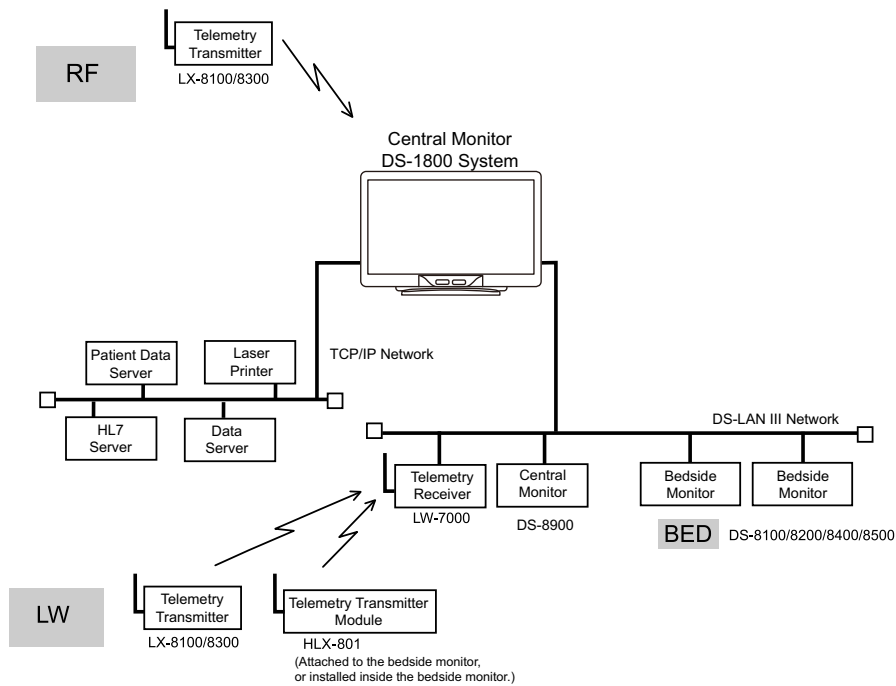 Telemetry
Transmitter
RF
LX-8100/8300
Central Monitor
DS-1800 System
TCP/IP Network
Patient Data
Server
Laser
Printer
HL7
Server
Data
Server
DS-LAN III Network
Telemetry
Receiver
LW-7000
Central
Monitor
DS-8900
Bedside
Monitor
Bedside
Monitor
BED
DS-8100/8200/8400/8500
LW
Telemetry
Transmitter
LX-8100/8300
Telemetry Transmitter
Module
HLX-801
(Attached to the bedside monitor,
or installed inside the bedside monitor.)